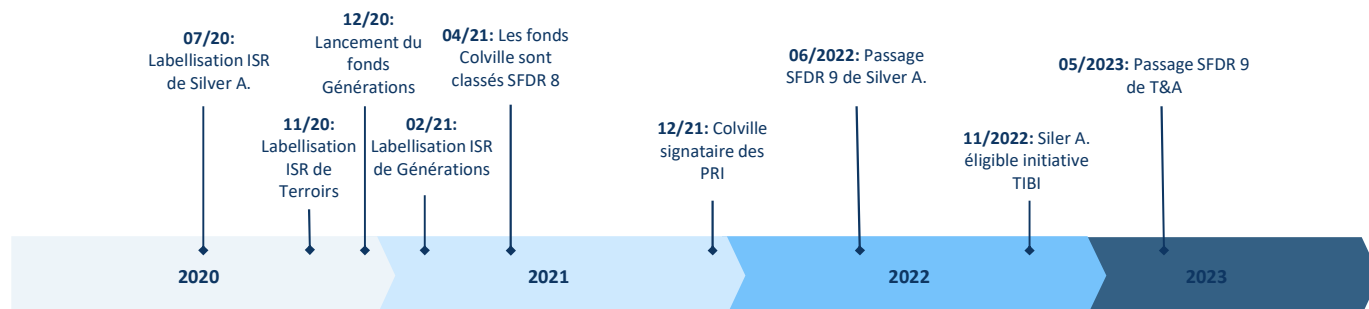 07/20:
Labellisation ISR
de Silver A.
11/20:
Labellisation
ISR de
Terroirs
12/20:
Lancement du
fonds
Générations
02/21:
Labellisation ISR
de Générations
04/21: Les fonds
Colville sont
classés SFDR 8
12/21: Colville
signataire des
PRI
06/2022: Passage
SFDR 9 de Silver A.
11/2022: Siler A.
éligible initiative
TIBI
05/2023: Passage SFDR 9
de T&A
2020
2021
2022
2023